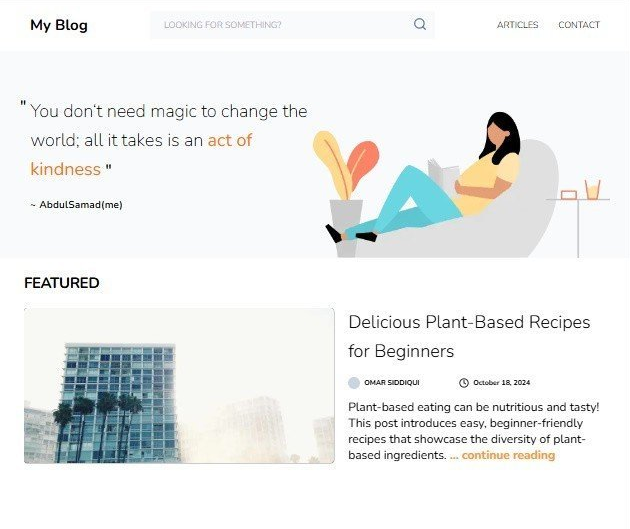 My Blog
LOOKING FOR SOMETHING?
ARTICLES
CONTACT
" You don't need magic to change the
world; all it takes is an act of
kindness "
~ AbdulSamad(me)
FEATURED
Delicious Plant-Based Recipes
for Beginners
OMAR SIDDIQUI
October 18, 2024
Plant-based eating can be nutritious and tasty!
This post introduces easy, beginner-friendly
recipes that showcase the diversity of plant-
based ingredients. ... continue reading